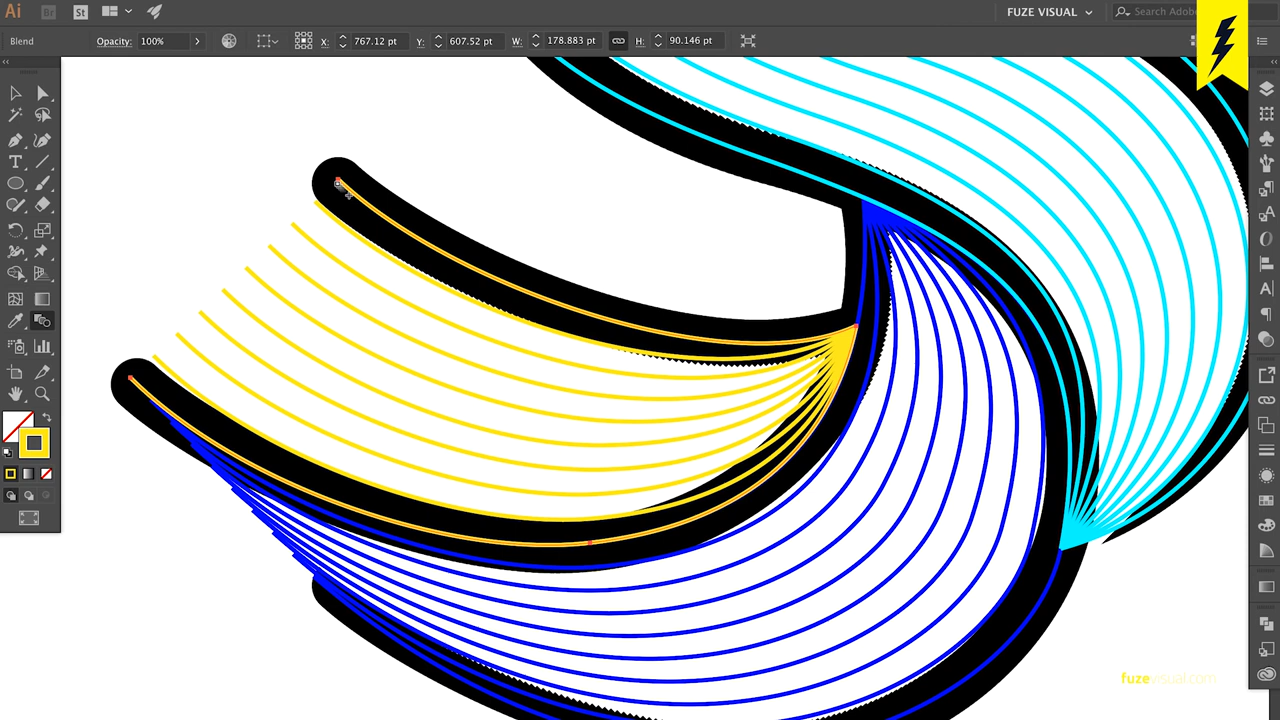 Ai Br St FUZE VISUAL Search Adobe
Blend Opacity: 100% X: 767.12 pt Y: 607.52 pt W: 178.883 pt H: 90.146 pt
fuzevisual.com